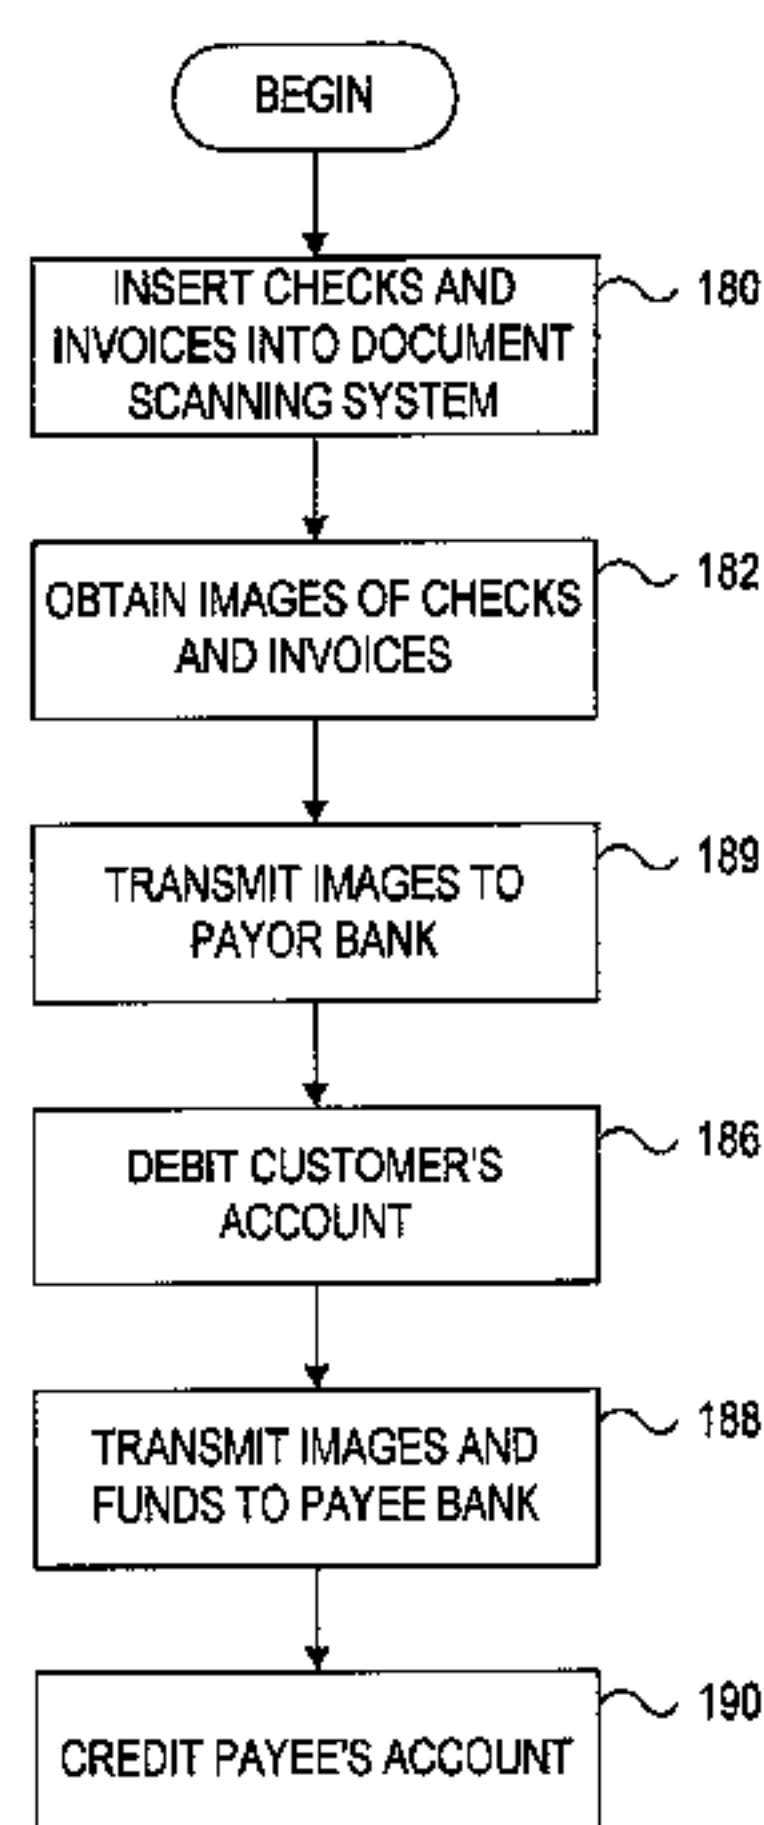 BEGIN
INSERT CHECKS AND
INVOICES INTO DOCUMENT
SCANNING SYSTEM
180
OBTAIN IMAGES OF CHECKS
AND INVOICES
182
TRANSMIT IMAGES TO
PAYOR BANK
189
DEBIT CUSTOMER'S
ACCOUNT
186
TRANSMIT IMAGES AND
FUNDS TO PAYEE BANK
188
CREDIT PAYEE'S ACCOUNT
190